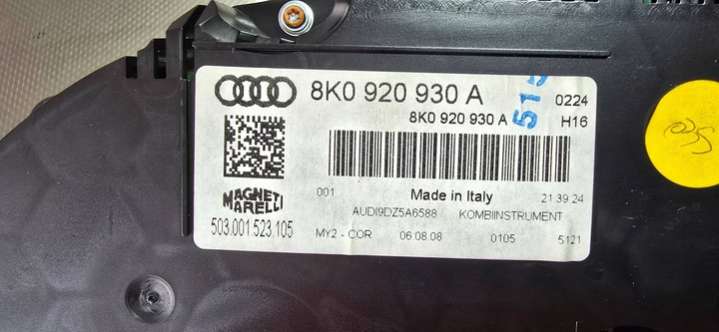 8K0 920 930 A
0224
8K0 920 930 A
H16
515
001
Made in Italy
21 39 24
MAGNETI
MARELLI
AUDI9DZ5A6588 KOMBIINSTRUMENT
503.001.523.105
MY2 - COR 06.08.08 0105 5121